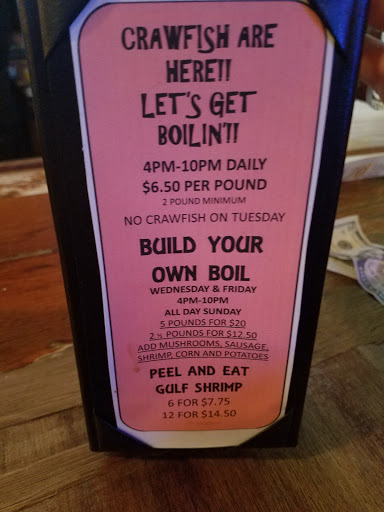 CRAWFISH ARE
HERE!!
LET'S GET
BOILIN'!!
4PM-10PM DAILY
$6.50 PER POUND
2 POUND MINIMUM
NO CRAWFISH ON TUESDAY
BUILD YOUR
OWN BOIL
WEDNESDAY & FRIDAY
4PM-10PM
ALL DAY SUNDAY
5 POUNDS FOR $20
2 ½ POUNDS FOR $12.50
ADD MUSHROOMS, SAUSAGE,
SHRIMP, CORN AND POTATOES
PEEL AND EAT
GULF SHRIMP
6 FOR $7.75
12 FOR $14.50